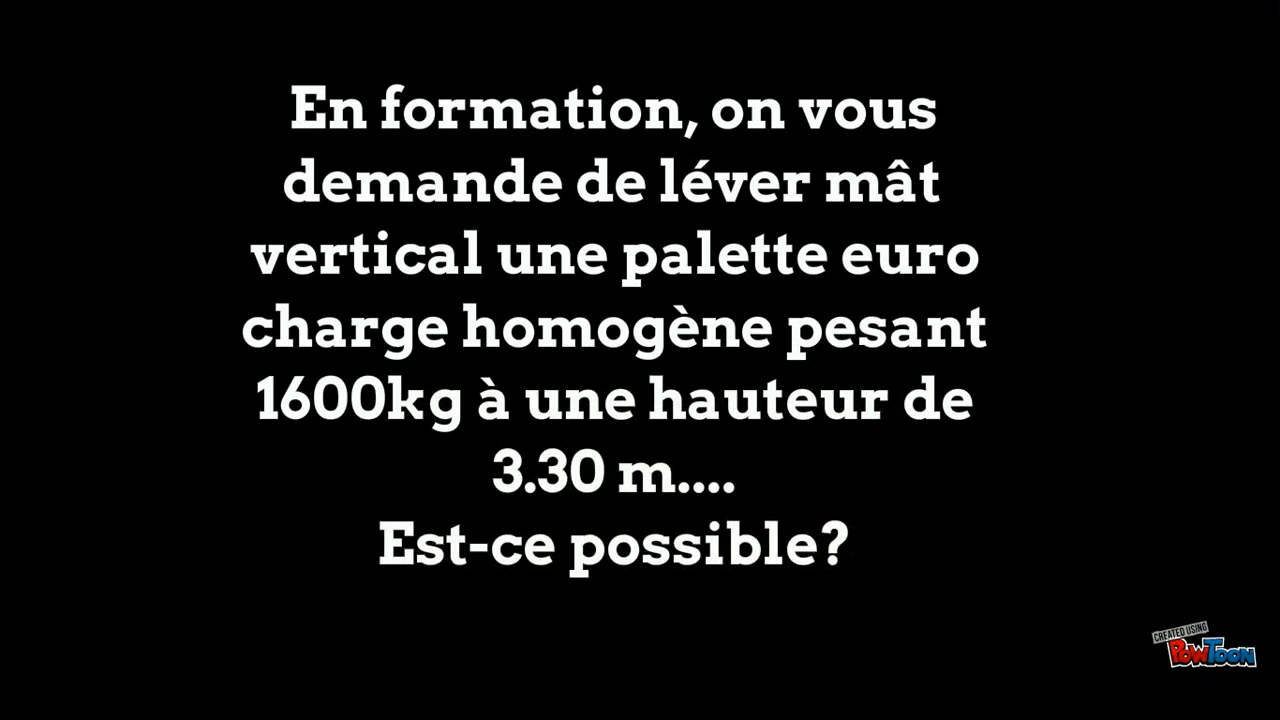 En formation, on vous
demande de léver mât
vertical une palette euro
charge homogène pesant
1600kg à une hauteur de
3.30 m....
Est-ce possible?
CREATED USING
POWTOON